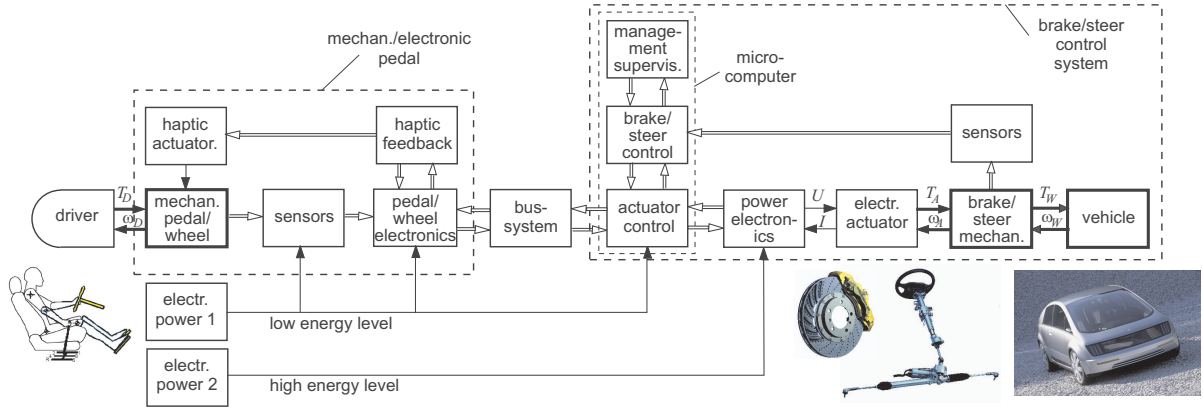 mechan./electronic
pedal
manage-
ment
supervis.
micro-
computer
brake/steer
control
system
haptic
actuator.
haptic
feedback
brake/
steer
control
sensors
driver
T_D
ω_D
mechan.
pedal/
wheel
sensors
pedal/
wheel
electronics
bus-
system
actuator
control
power
electron-
ics
U
I
electr.
actuator
T_A
ω_A
brake/
steer
mechan.
T_W
ω_W
vehicle
electr.
power 1
low energy level
electr.
power 2
high energy level